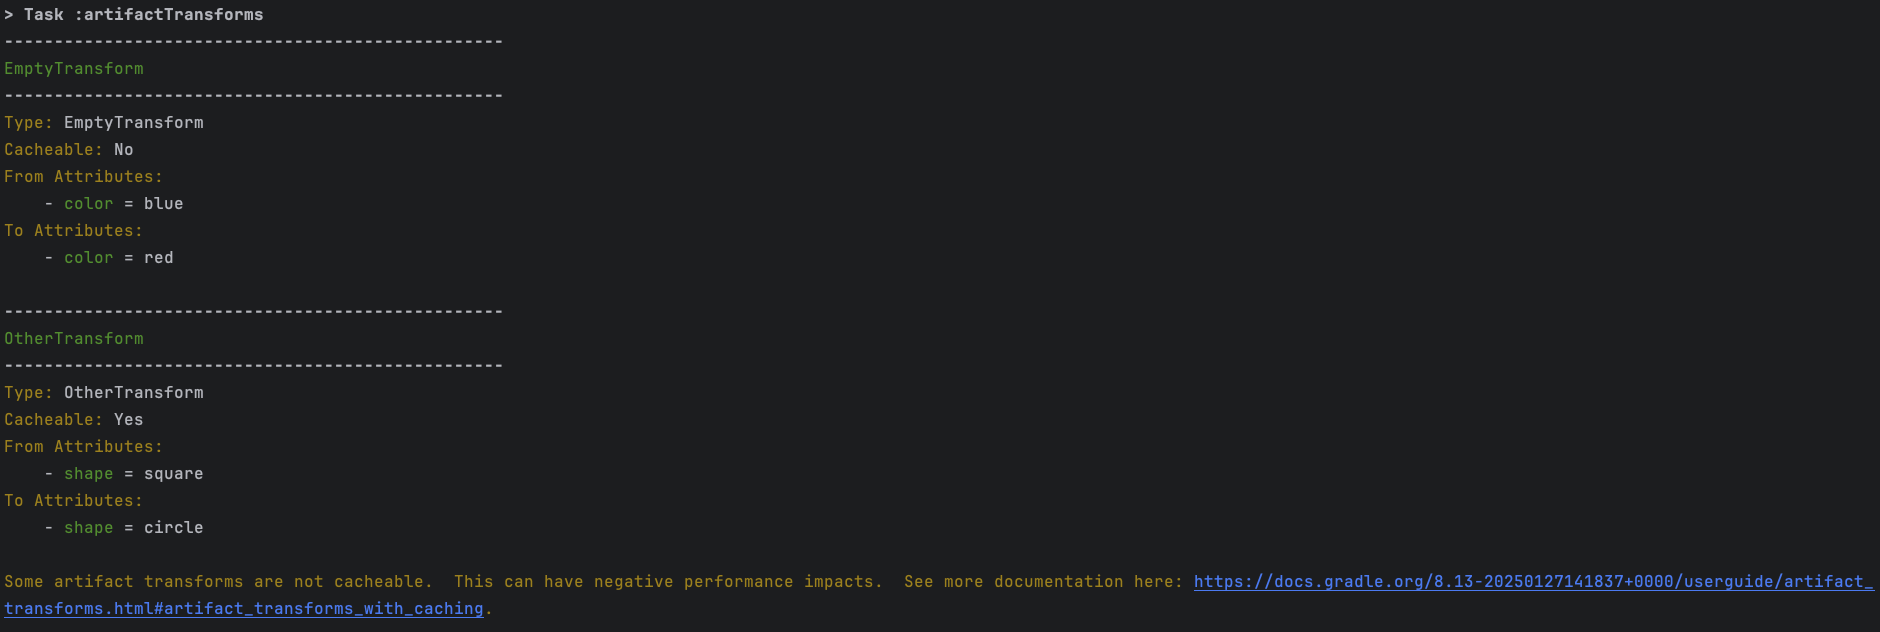 > Task :artifactTransforms
--------------------------------------------------
EmptyTransform
--------------------------------------------------
Type: EmptyTransform
Cacheable: No
From Attributes:
    - color = blue
To Attributes:
    - color = red

--------------------------------------------------
OtherTransform
--------------------------------------------------
Type: OtherTransform
Cacheable: Yes
From Attributes:
    - shape = square
To Attributes:
    - shape = circle

Some artifact transforms are not cacheable.  This can have negative performance impacts.  See more documentation here: https://docs.gradle.org/8.13-20250127141837+0000/userguide/artifact_
transforms.html#artifact_transforms_with_caching.